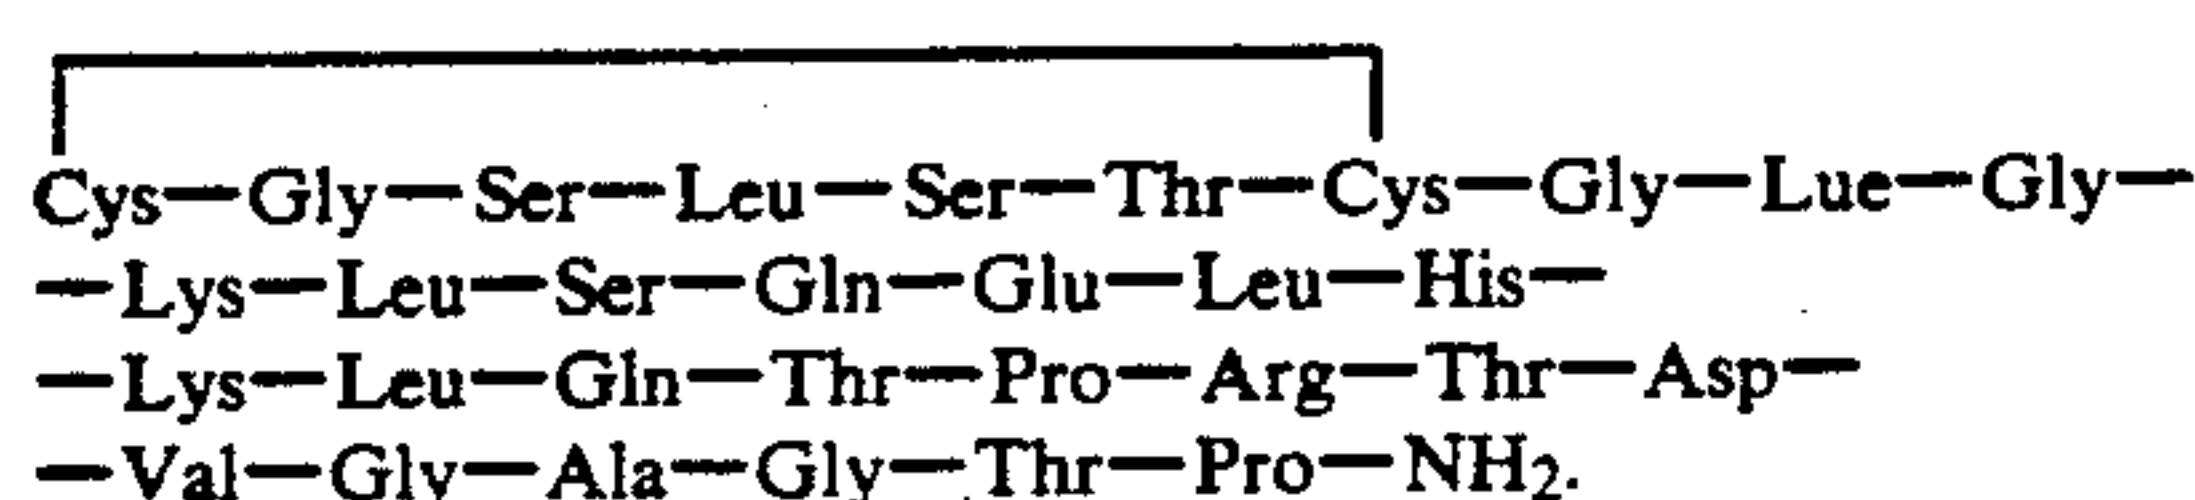 Cys—Gly—Ser—Leu—Ser—Thr—Cys—Gly—Lue—Gly—
—Lys—Leu—Ser—Gln—Glu—Leu—His—
—Lys—Leu—Gln—Thr—Pro—Arg—Thr—Asp—
—Val—Gly—Ala—Gly—Thr—Pro—NH₂.